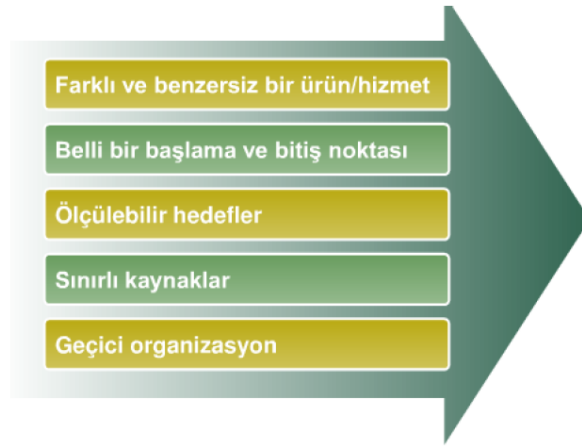 Farklı ve benzersiz bir ürün/hizmet
Belli bir başlama ve bitiş noktası
Ölçülebilir hedefler
Sınırlı kaynaklar
Geçici organizasyon